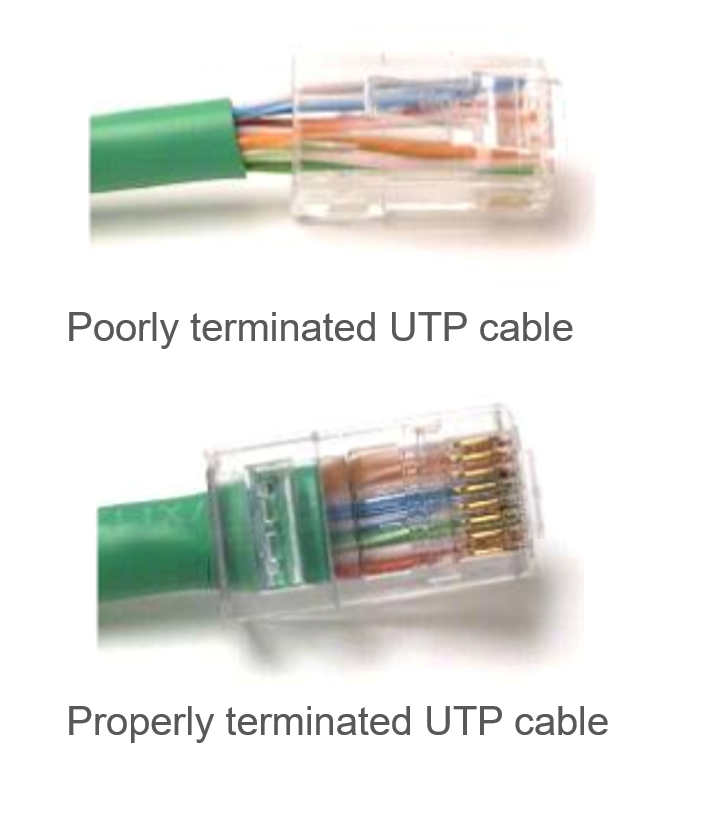 Poorly terminated UTP cable
Properly terminated UTP cable